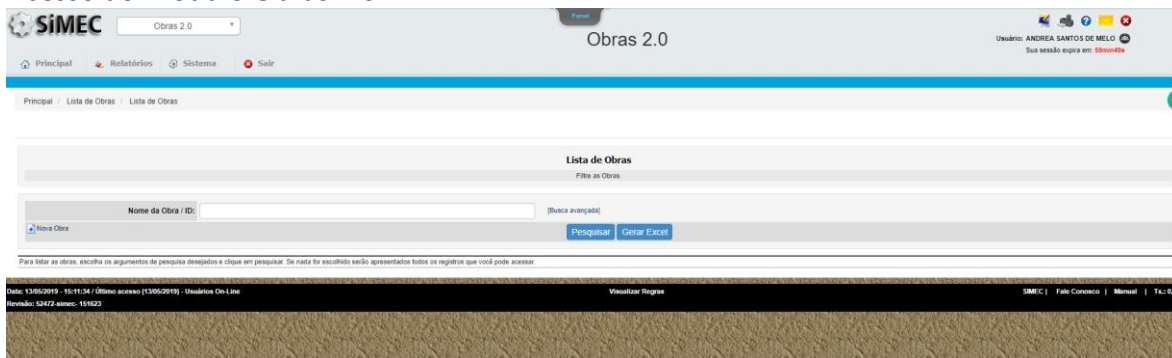 SiMEC
Obras 2.0
Painel
Obras 2.0
Usuário: ANDREA SANTOS DE MELO
Sua sessão expira em: 59min49s
Principal
Relatórios
Sistema
Sair
Principal / Lista de Obras / Lista de Obras
Lista de Obras
Filtre as Obras
Nome da Obra / ID:
[Busca avançada]
Nova Obra
Pesquisar
Gerar Excel
Para listar as obras, escolha os argumentos de pesquisa desejados e clique em pesquisar. Se nada for escolhido serão apresentados todos os registros que você pode acessar.
Data: 13/05/2019 - 15:11:34 / Último acesso (13/05/2019) - Usuários On-Line
Visualizar Regras
SIMEC | Fale Conosco | Manual | Tx.: 0,
Revisão: 52472-simec- 151623